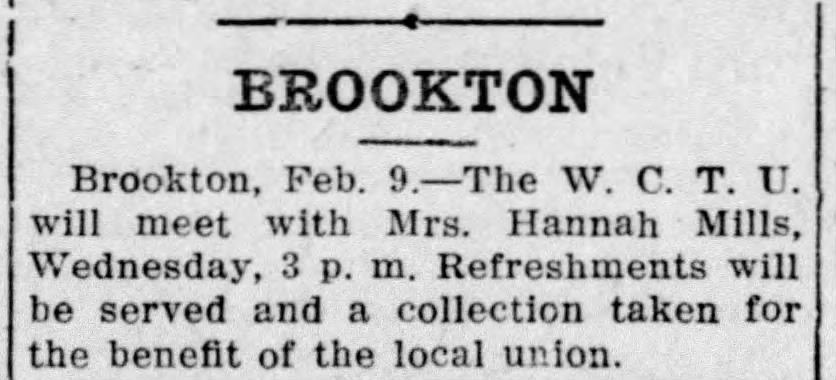 BROOKTON
Brookton, Feb. 9.—The W. C. T. U.
will meet with Mrs. Hannah Mills,
Wednesday, 3 p. m. Refreshments will
be served and a collection taken for
the benefit of the local union.